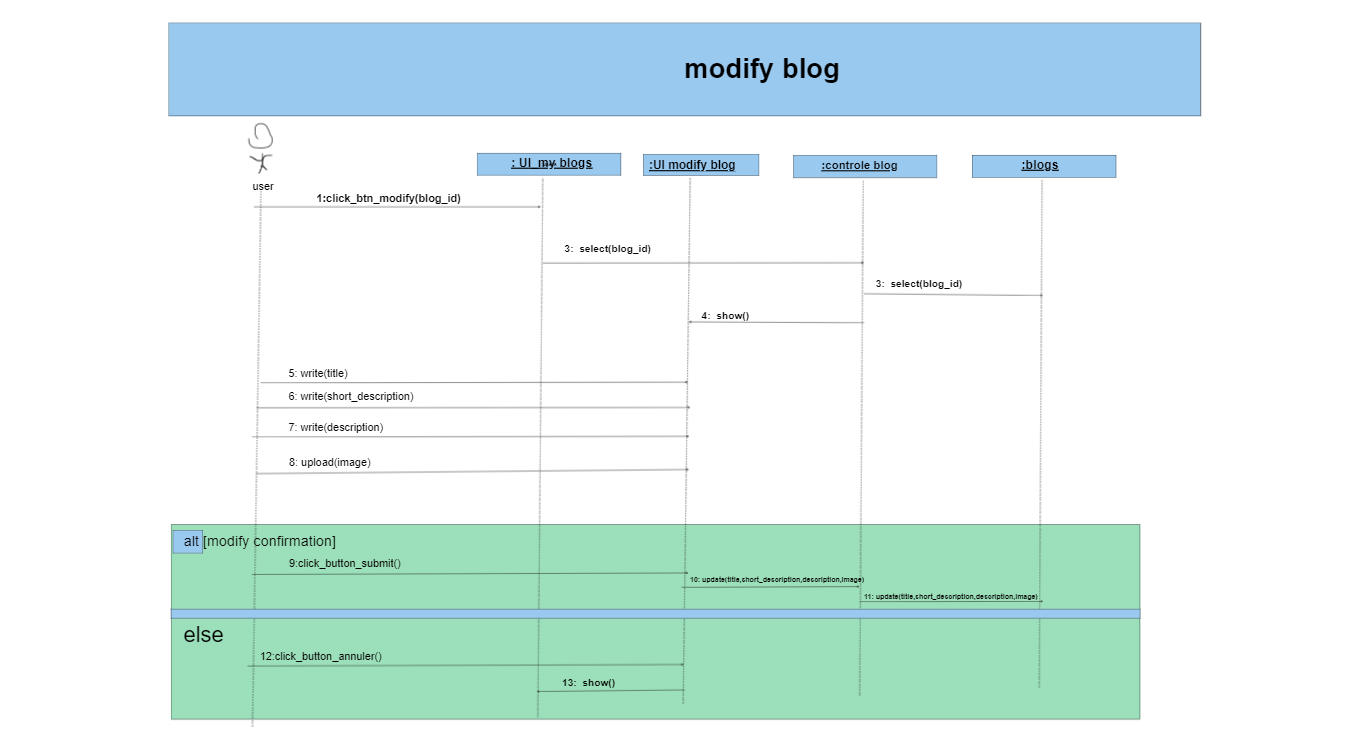 modify blog
user
: UI_my blogs
:UI modify blog
:controle blog
:blogs
1:click_btn_modify(blog_id)
3: select(blog_id)
3: select(blog_id)
4: show()
5: write(title)
6: write(short_description)
7: write(description)
8: upload(image)
alt [modify confirmation]
9:click_button_submit()
10: update(title,short_description,description,image)
11: update(title,short_description,description,image)
else
12:click_button_annuler()
13: show()